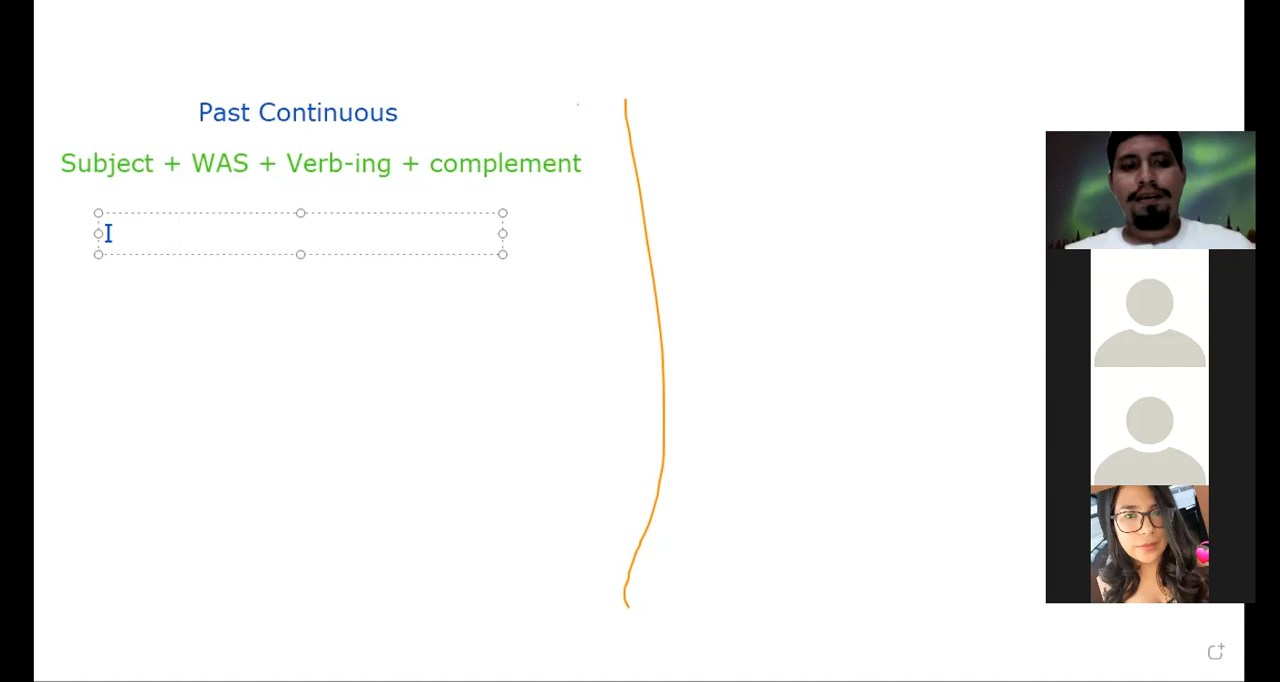 Past Continuous
Subject + WAS + Verb-ing + complement
I